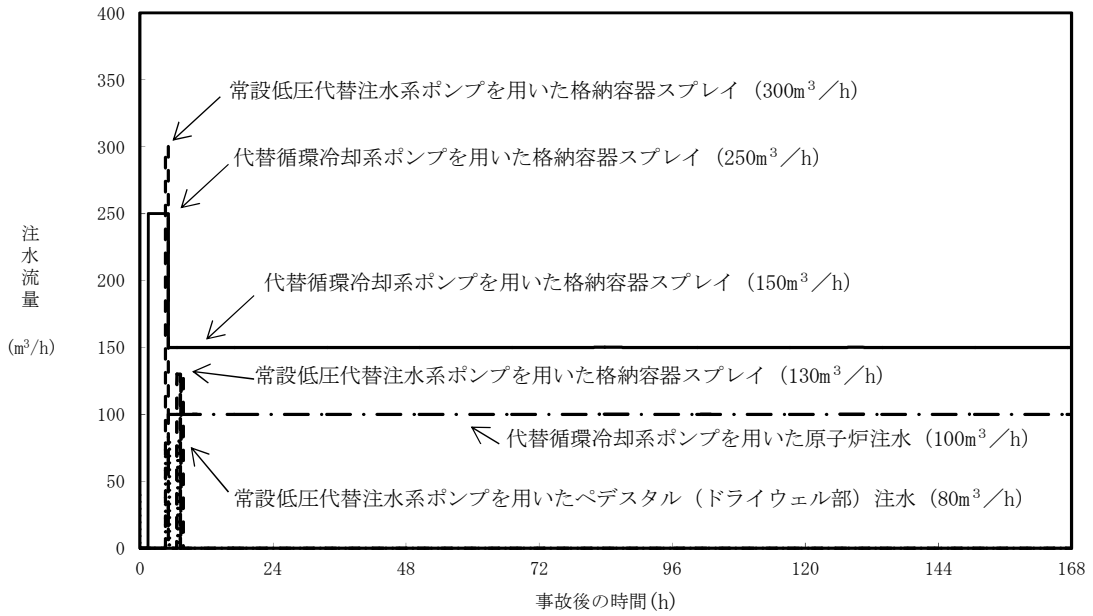 400
350
300
250
200
150
100
50
0
注水流量
(m³/h)
常設低圧代替注水系ポンプを用いた格納容器スプレイ（300m³／h）
代替循環冷却系ポンプを用いた格納容器スプレイ（250m³／h）
代替循環冷却系ポンプを用いた格納容器スプレイ（150m³／h）
常設低圧代替注水系ポンプを用いた格納容器スプレイ（130m³／h）
代替循環冷却系ポンプを用いた原子炉注水（100m³／h）
常設低圧代替注水系ポンプを用いたペデスタル（ドライウェル部）注水（80m³／h）
0 24 48 72 96 120 144 168
事故後の時間(h)